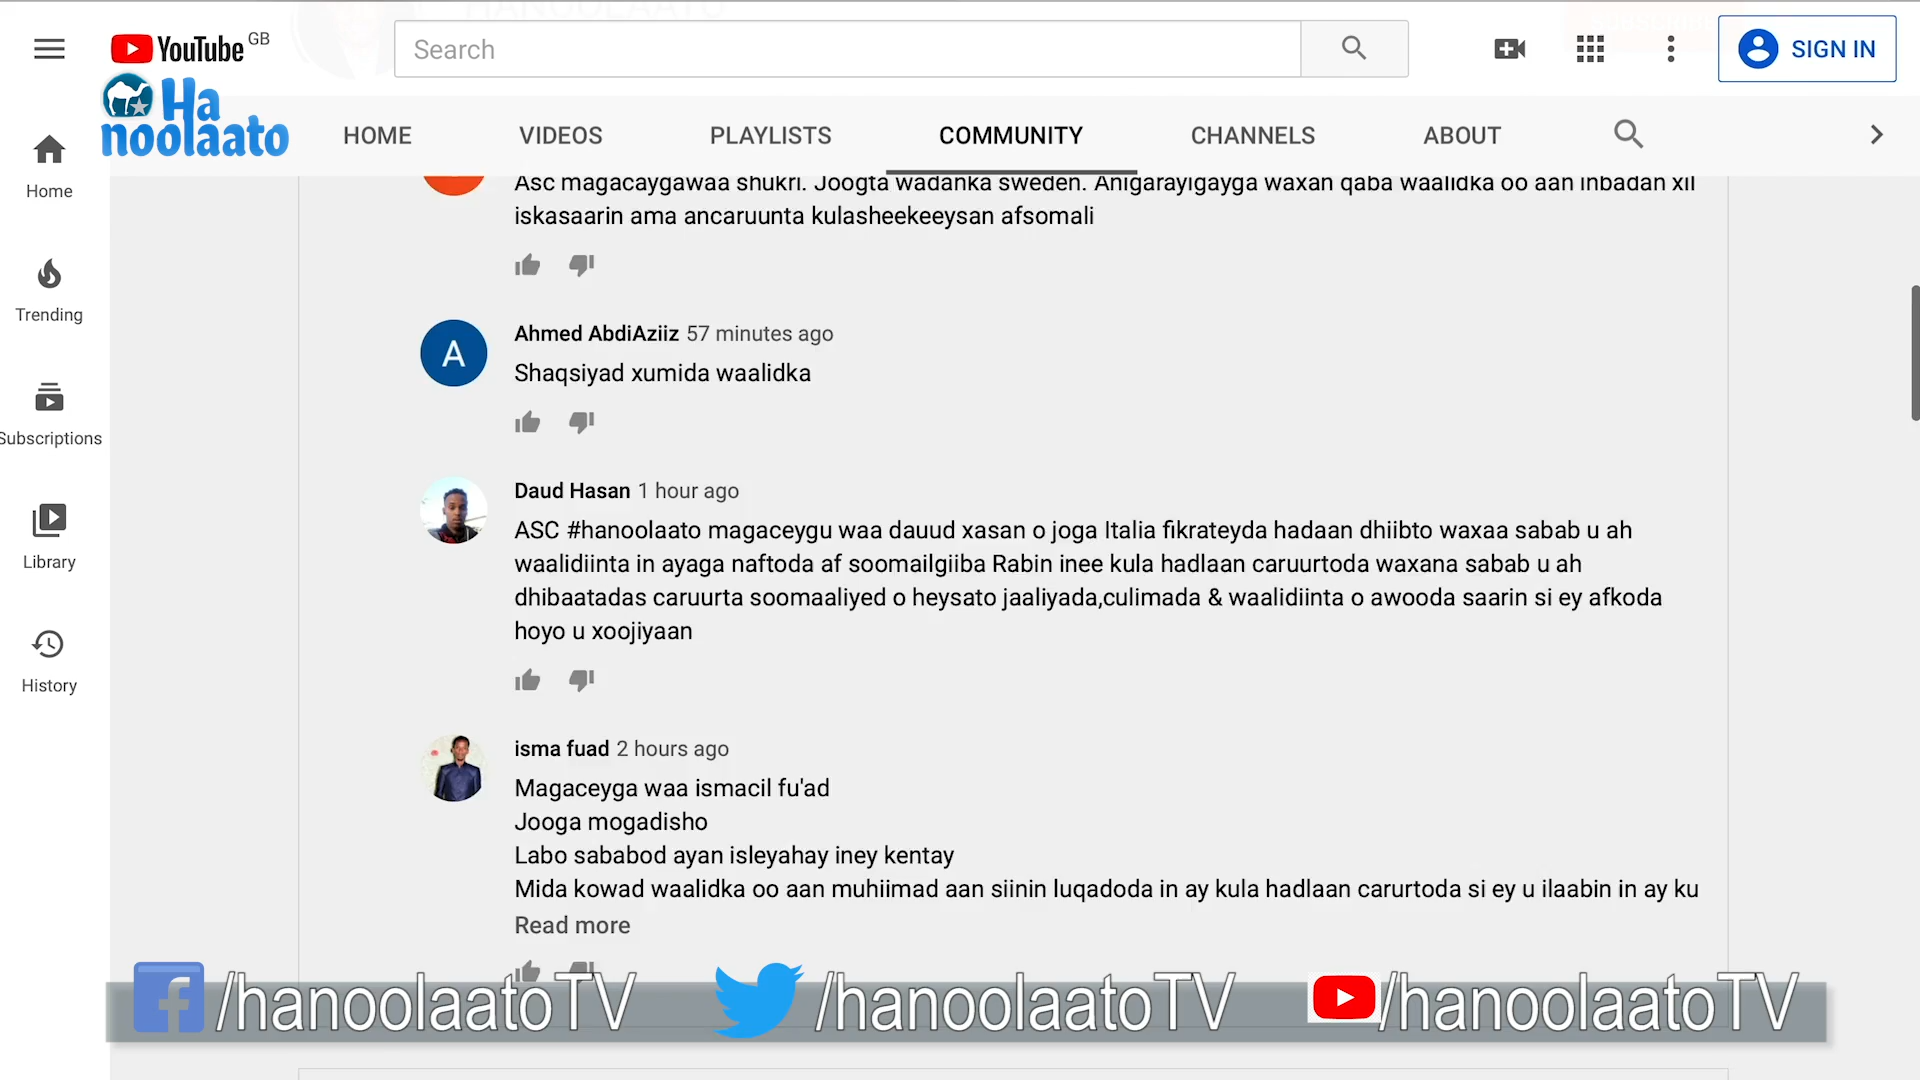 YouTube GB
Search
SIGN IN
Ha
noolaato
HOME VIDEOS PLAYLISTS COMMUNITY CHANNELS ABOUT
Home
Trending
Subscriptions
Library
History
Asc magacaygawaa shukri. Joogta wadanka sweden. Anigarayigayga waxan qaba waalidka oo aan inbadan xil
iskasaarin ama ancaruunta kulasheekeeysan afsomali
A
Ahmed AbdiAziiz 57 minutes ago
Shaqsiyad xumida waalidka
Daud Hasan 1 hour ago
ASC #hanoolaato magaceygu waa dauud xasan o joga Italia fikrateyda hadaan dhiibto waxaa sabab u ah
waalidiinta in ayaga naftoda af soomailgiiba Rabin inee kula hadlaan caruurtoda waxana sabab u ah
dhibaatadas caruurta soomaaliyed o heysato jaaliyada,culimada & waalidiinta o awooda saarin si ey afkoda
hoyo u xoojiyaan
isma fuad 2 hours ago
Magaceyga waa ismacil fu'ad
Jooga mogadisho
Labo sababod ayan isleyahay iney kentay
Mida kowad waalidka oo aan muhiimad aan siinin luqadoda in ay kula hadlaan carurtoda si ey u ilaabin in ay ku
Read more
/hanoolaatoTV /hanoolaatoTV /hanoolaatoTV